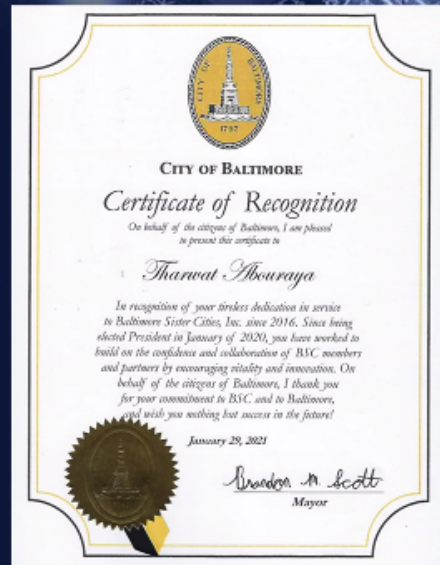 CITY OF BALTIMORE
1797
CITY OF BALTIMORE
Certificate of Recognition
On behalf of the citizens of Baltimore, I am pleased
to present this certificate to
Tharwat Abouraya
In recognition of your tireless dedication in service
to Baltimore Sister Cities, Inc. since 2016. Since being
elected President in January of 2020, you have worked to
build on the confidence and collaboration of BSC members
and partners by encouraging vitality and innovation. On
behalf of the citizens of Baltimore, I thank you
for your commitment to BSC and to Baltimore,
and wish you nothing but success in the future!
January 29, 2021
Brandon M. Scott
Mayor